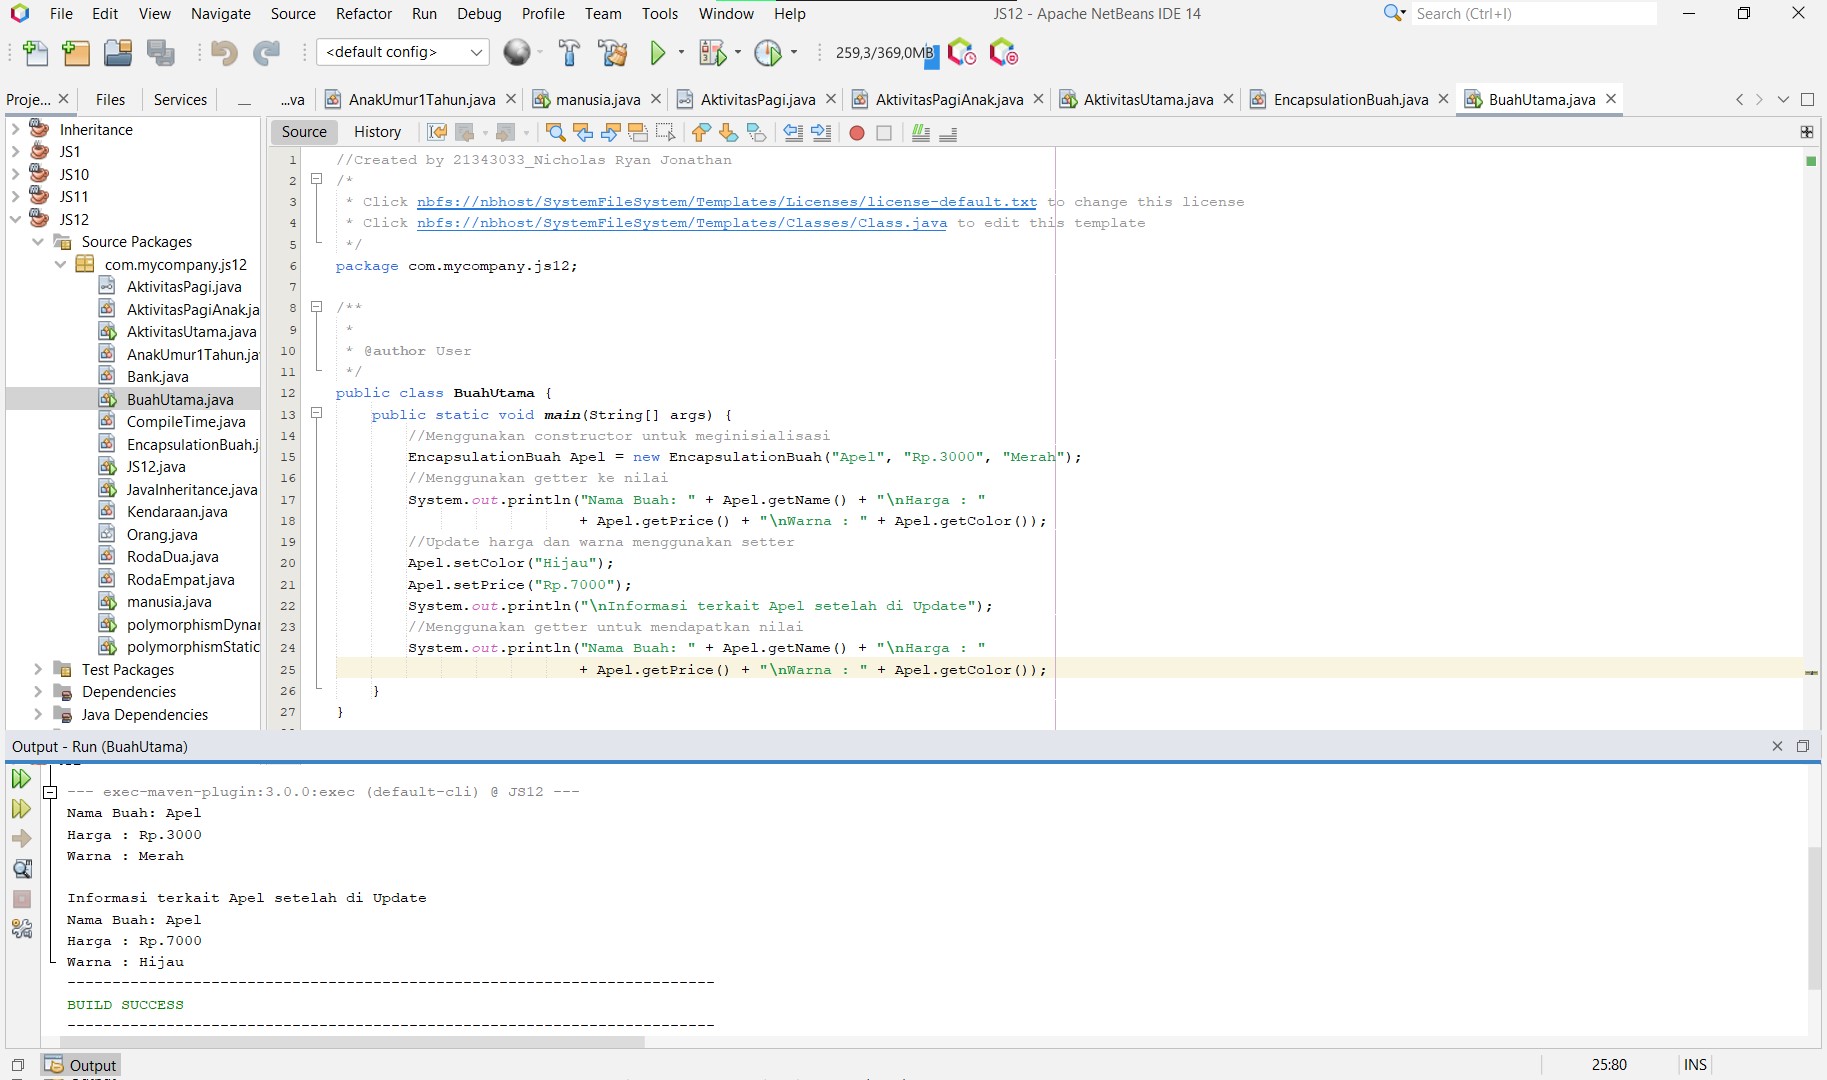 File Edit View Navigate Source Refactor Run Debug Profile Team Tools Window Help JS12 - Apache NetBeans IDE 14 Search (Ctrl+I)
<default config> 259,3/369,0MB
Proje... Files Services ...va AnakUmur1Tahun.java manusia.java AktivitasPagi.java AktivitasPagiAnak.java AktivitasUtama.java EncapsulationBuah.java BuahUtama.java
Inheritance
JS1
JS10
JS11
JS12
Source Packages
com.mycompany.js12
AktivitasPagi.java
AktivitasPagiAnak.ja
AktivitasUtama.java
AnakUmur1Tahun.ja
Bank.java
BuahUtama.java
CompileTime.java
EncapsulationBuah.j
JS12.java
JavaInheritance.java
Kendaraan.java
Orang.java
RodaDua.java
RodaEmpat.java
manusia.java
polymorphismDynar
polymorphismStatic
Test Packages
Dependencies
Java Dependencies
Source History
1 //Created by 21343033_Nicholas Ryan Jonathan
2 /*
3 * Click nbfs://nbhost/SystemFileSystem/Templates/Licenses/license-default.txt to change this license
4 * Click nbfs://nbhost/SystemFileSystem/Templates/Classes/Class.java to edit this template
5 */
6 package com.mycompany.js12;
7
8 /**
9 *
10 * @author User
11 */
12 public class BuahUtama {
13 public static void main(String[] args) {
14 //Menggunakan constructor untuk meginisialisasi
15 EncapsulationBuah Apel = new EncapsulationBuah("Apel", "Rp.3000", "Merah");
16 //Menggunakan getter ke nilai
17 System.out.println("Nama Buah: " + Apel.getName() + "\nHarga : "
18 + Apel.getPrice() + "\nWarna : " + Apel.getColor());
19 //Update harga dan warna menggunakan setter
20 Apel.setColor("Hijau");
21 Apel.setPrice("Rp.7000");
22 System.out.println("\nInformasi terkait Apel setelah di Update");
23 //Menggunakan getter untuk mendapatkan nilai
24 System.out.println("Nama Buah: " + Apel.getName() + "\nHarga : "
25 + Apel.getPrice() + "\nWarna : " + Apel.getColor());
26 }
27 }
Output - Run (BuahUtama)
--- exec-maven-plugin:3.0.0:exec (default-cli) @ JS12 ---
Nama Buah: Apel
Harga : Rp.3000
Warna : Merah
Informasi terkait Apel setelah di Update
Nama Buah: Apel
Harga : Rp.7000
Warna : Hijau
------------------------------------------------------------------------
BUILD SUCCESS
------------------------------------------------------------------------
Output 25:80 INS